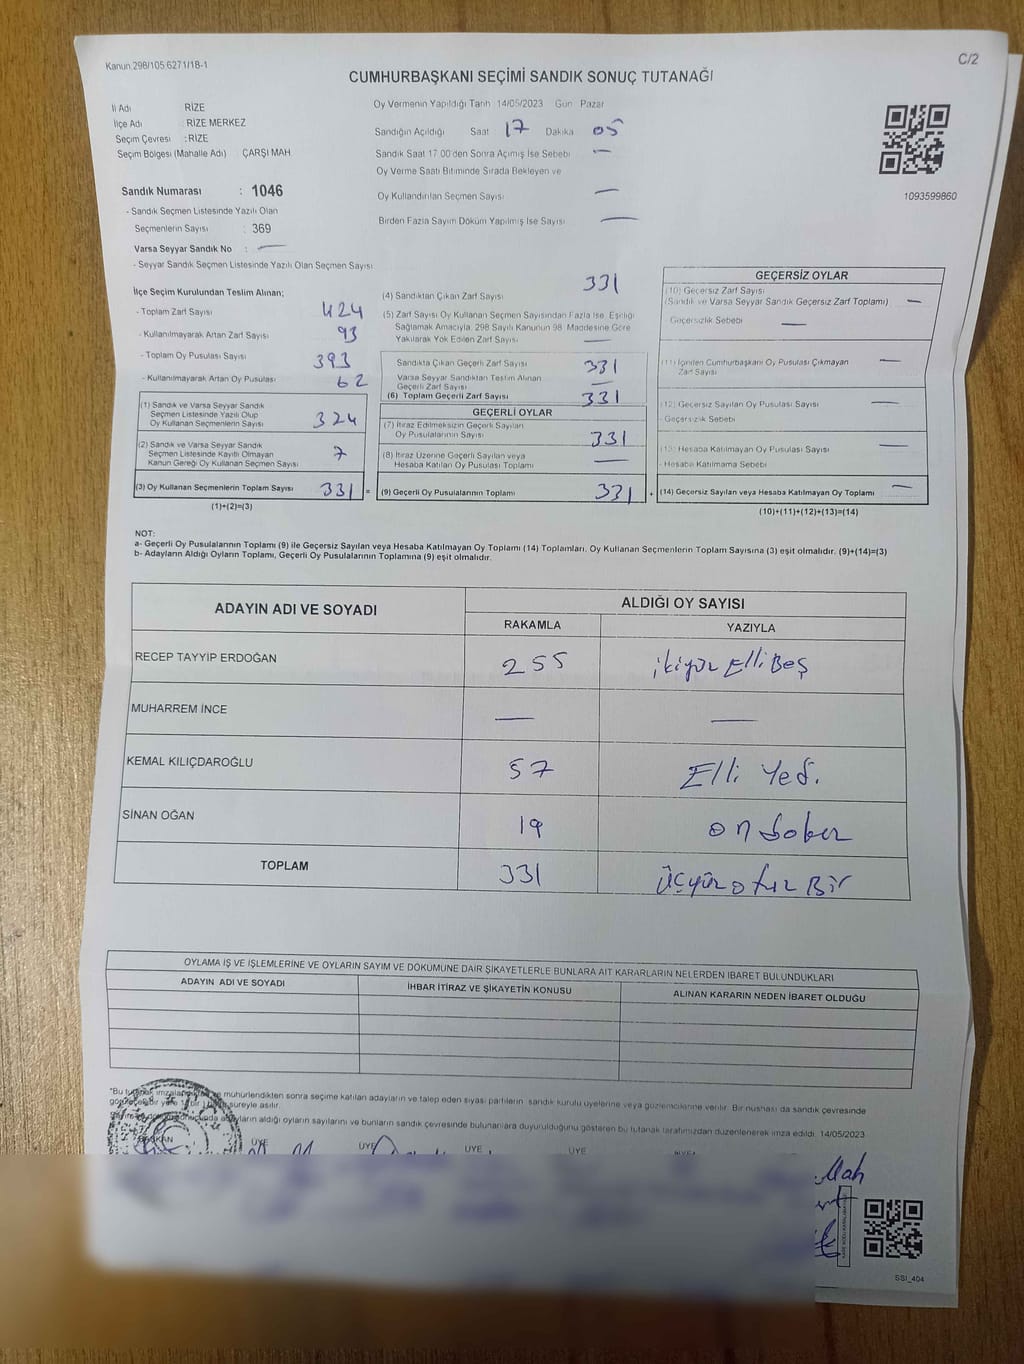 Kanun.298/105 6271/18-1
C/2
CUMHURBAŞKANI SEÇİMİ SANDIK SONUÇ TUTANAĞI
İl Adı RİZE
İlçe Adı : RİZE MERKEZ
Seçim Çevresi : RİZE
Seçim Bölgesi (Mahalle Adı) ÇARŞI MAH
Sandık Numarası : 1046
- Sandık Seçmen Listesinde Yazılı Olan
Seçmenlerin Sayısı : 369
Varsa Seyyar Sandık No : —
- Seyyar Sandık Seçmen Listesinde Yazılı Olan Seçmen Sayısı:
Oy Vermenin Yapıldığı Tarih 14/05/2023 Gün Pazar
Sandığın Açıldığı Saat 17 Dakika 05
Sandık Saat 17 00'den Sonra Açımış İse Sebebi —
Oy Verme Saati Bitiminde Sırada Bekleyen ve
Oy Kullandırılan Seçmen Sayısı —
Birden Fazla Sayım Döküm Yapılmış İse Sayısı —
1093599860
İlçe Seçim Kurulundan Teslim Alınan;
- Toplam Zarf Sayısı 424
- Kullanılmayarak Artan Zarf Sayısı 93
- Toplam Oy Pusulası Sayısı 393
- Kullanılmayarak Artan Oy Pusulası 62
(1) Sandık ve Varsa Seyyar Sandık
Seçmen Listesinde Yazılı Olup
Oy Kullanan Seçmenlerin Sayısı 324
(2) Sandık ve Varsa Seyyar Sandık
Seçmen Listesinde Kayıtlı Olmayan
Kanun Gereği Oy Kullanan Seçmen Sayısı 7
(3) Oy Kullanan Seçmenlerin Toplam Sayısı 331 =
(1)+(2)=(3)
(4) Sandıktan Çıkan Zarf Sayısı 331
(5) Zarf Sayısı Oy Kullanan Seçmen Sayısından Fazla İse, Eşitliği
Sağlamak Amacıyla, 298 Sayılı Kanunun 98. Maddesine Göre
Yakılarak Yok Edilen Zarf Sayısı —
Sandıkta Çıkan Geçerli Zarf Sayısı 331
Varsa Seyyar Sandıktan Teslim Alınan
Geçerli Zarf Sayısı —
(6) Toplam Geçerli Zarf Sayısı 331
GEÇERLİ OYLAR
(7) İtiraz Edilmeksizin Geçerli Sayılan
Oy Pusulalarının Sayısı 331
(8) İtiraz Üzerine Geçerli Sayılan veya
Hesaba Katılan Oy Pusulası Toplamı —
(9) Geçerli Oy Pusulalarının Toplamı 331 +
GEÇERSİZ OYLAR
(10) Geçersiz Zarf Sayısı
(Sandık ve Varsa Seyyar Sandık Geçersiz Zarf Toplamı) —
- Geçersizlik Sebebi —
(11) İçinden Cumhurbaşkanı Oy Pusulası Çıkmayan
Zarf Sayısı —
(12) Geçersiz Sayılan Oy Pusulası Sayısı —
- Geçersizlik Sebebi
(13) Hesaba Katılmayan Oy Pusulası Sayısı —
- Hesaba Katılmama Sebebi
(14) Geçersiz Sayılan veya Hesaba Katılmayan Oy Toplamı —
(10)+(11)+(12)+(13)=(14)
NOT:
a- Geçerli Oy Pusulalarının Toplamı (9) ile Geçersiz Sayılan veya Hesaba Katılmayan Oy Toplamı (14) Toplamları, Oy Kullanan Seçmenlerin Toplam Sayısına (3) eşit olmalıdır. (9)+(14)=(3)
b- Adayların Aldığı Oyların Toplamı, Geçerli Oy Pusulalarının Toplamına (9) eşit olmalıdır.
ADAYIN ADI VE SOYADI ALDIĞI OY SAYISI
RAKAMLA YAZIYLA
RECEP TAYYİP ERDOĞAN 255 ikiyüz Elli Beş
MUHARREM İNCE — —
KEMAL KILIÇDAROĞLU 57 Elli Yedi
SİNAN OĞAN 19 on dokuz
TOPLAM 331 Üçyüz otuz Bir
OYLAMA İŞ VE İŞLEMLERİNE VE OYLARIN SAYIM VE DÖKÜMÜNE DAİR ŞİKAYETLERLE BUNLARA AİT KARARLARIN NELERDEN İBARET BULUNDUKLARI
ADAYIN ADI VE SOYADI İHBAR İTİRAZ VE ŞİKAYETİN KONUSU ALINAN KARARIN NEDEN İBARET OLDUĞU
mühürlendikten sonra seçime katılan adayların ve talep eden siyasi partilerin sandık kurulu üyelerine veya gözlemcilerine verilir. Bir nushası da sandık çevresinde
süreyle asılır.
aldığı oyların sayılarını ve bunların sandık çevresinde bulunanlara duyurulduğunu gösteren bu tutanak tarafımızdan düzenlenerek imza edildi. 14/05/2023
BAŞKAN ÜYE ÜYE ÜYE ÜYE
SSI_404